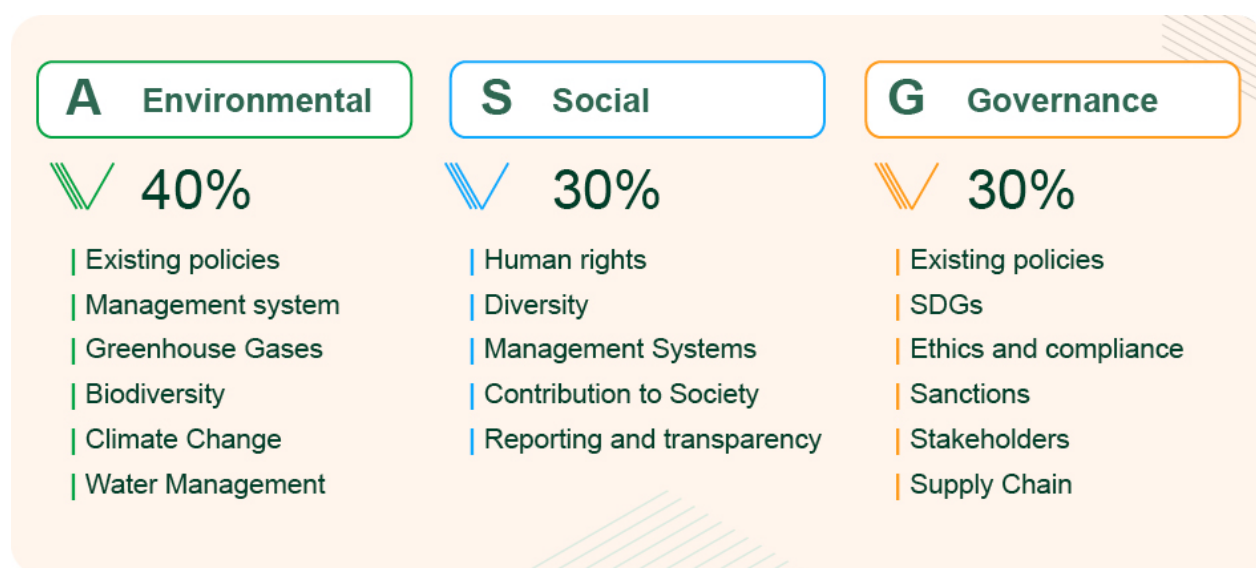 A Environmental
40%
Existing policies
Management system
Greenhouse Gases
Biodiversity
Climate Change
Water Management
S Social
30%
Human rights
Diversity
Management Systems
Contribution to Society
Reporting and transparency
G Governance
30%
Existing policies
SDGs
Ethics and compliance
Sanctions
Stakeholders
Supply Chain